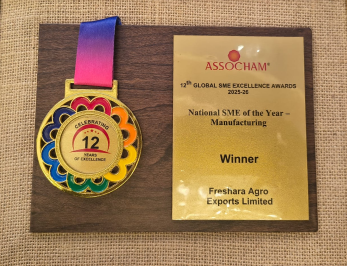 CELEBRATING
12
YEARS
OF EXCELLENCE
ASSOCHAM
12th GLOBAL SME EXCELLENCE AWARDS
2025-26
National SME of the Year –
Manufacturing
Winner
Freshara Agro
Exports Limited